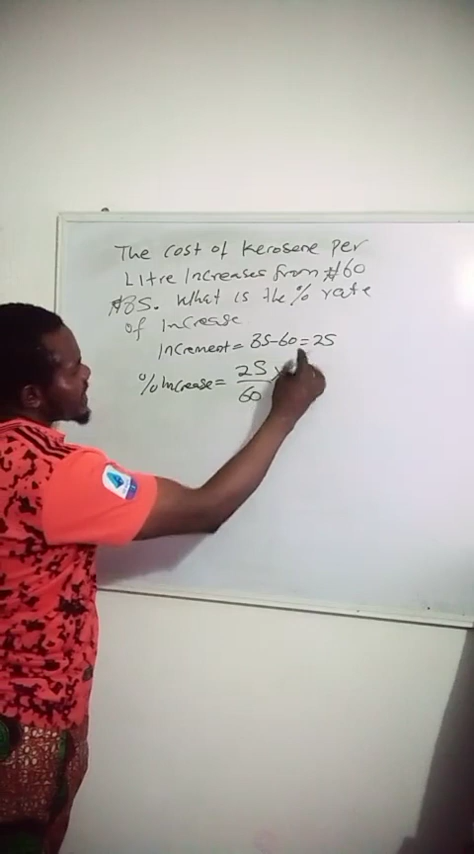 The cost of kerosene per
Litre Increases from #60
#85. What is the % rate
of Increase.
Increment = 85-60=25
% Increase = 25
60